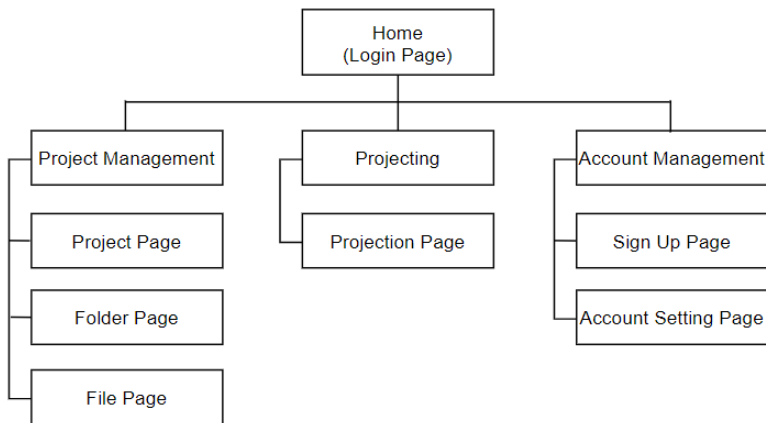 Home
(Login Page)
Project Management
Projecting
Account Management
Project Page
Projection Page
Sign Up Page
Folder Page
Account Setting Page
File Page